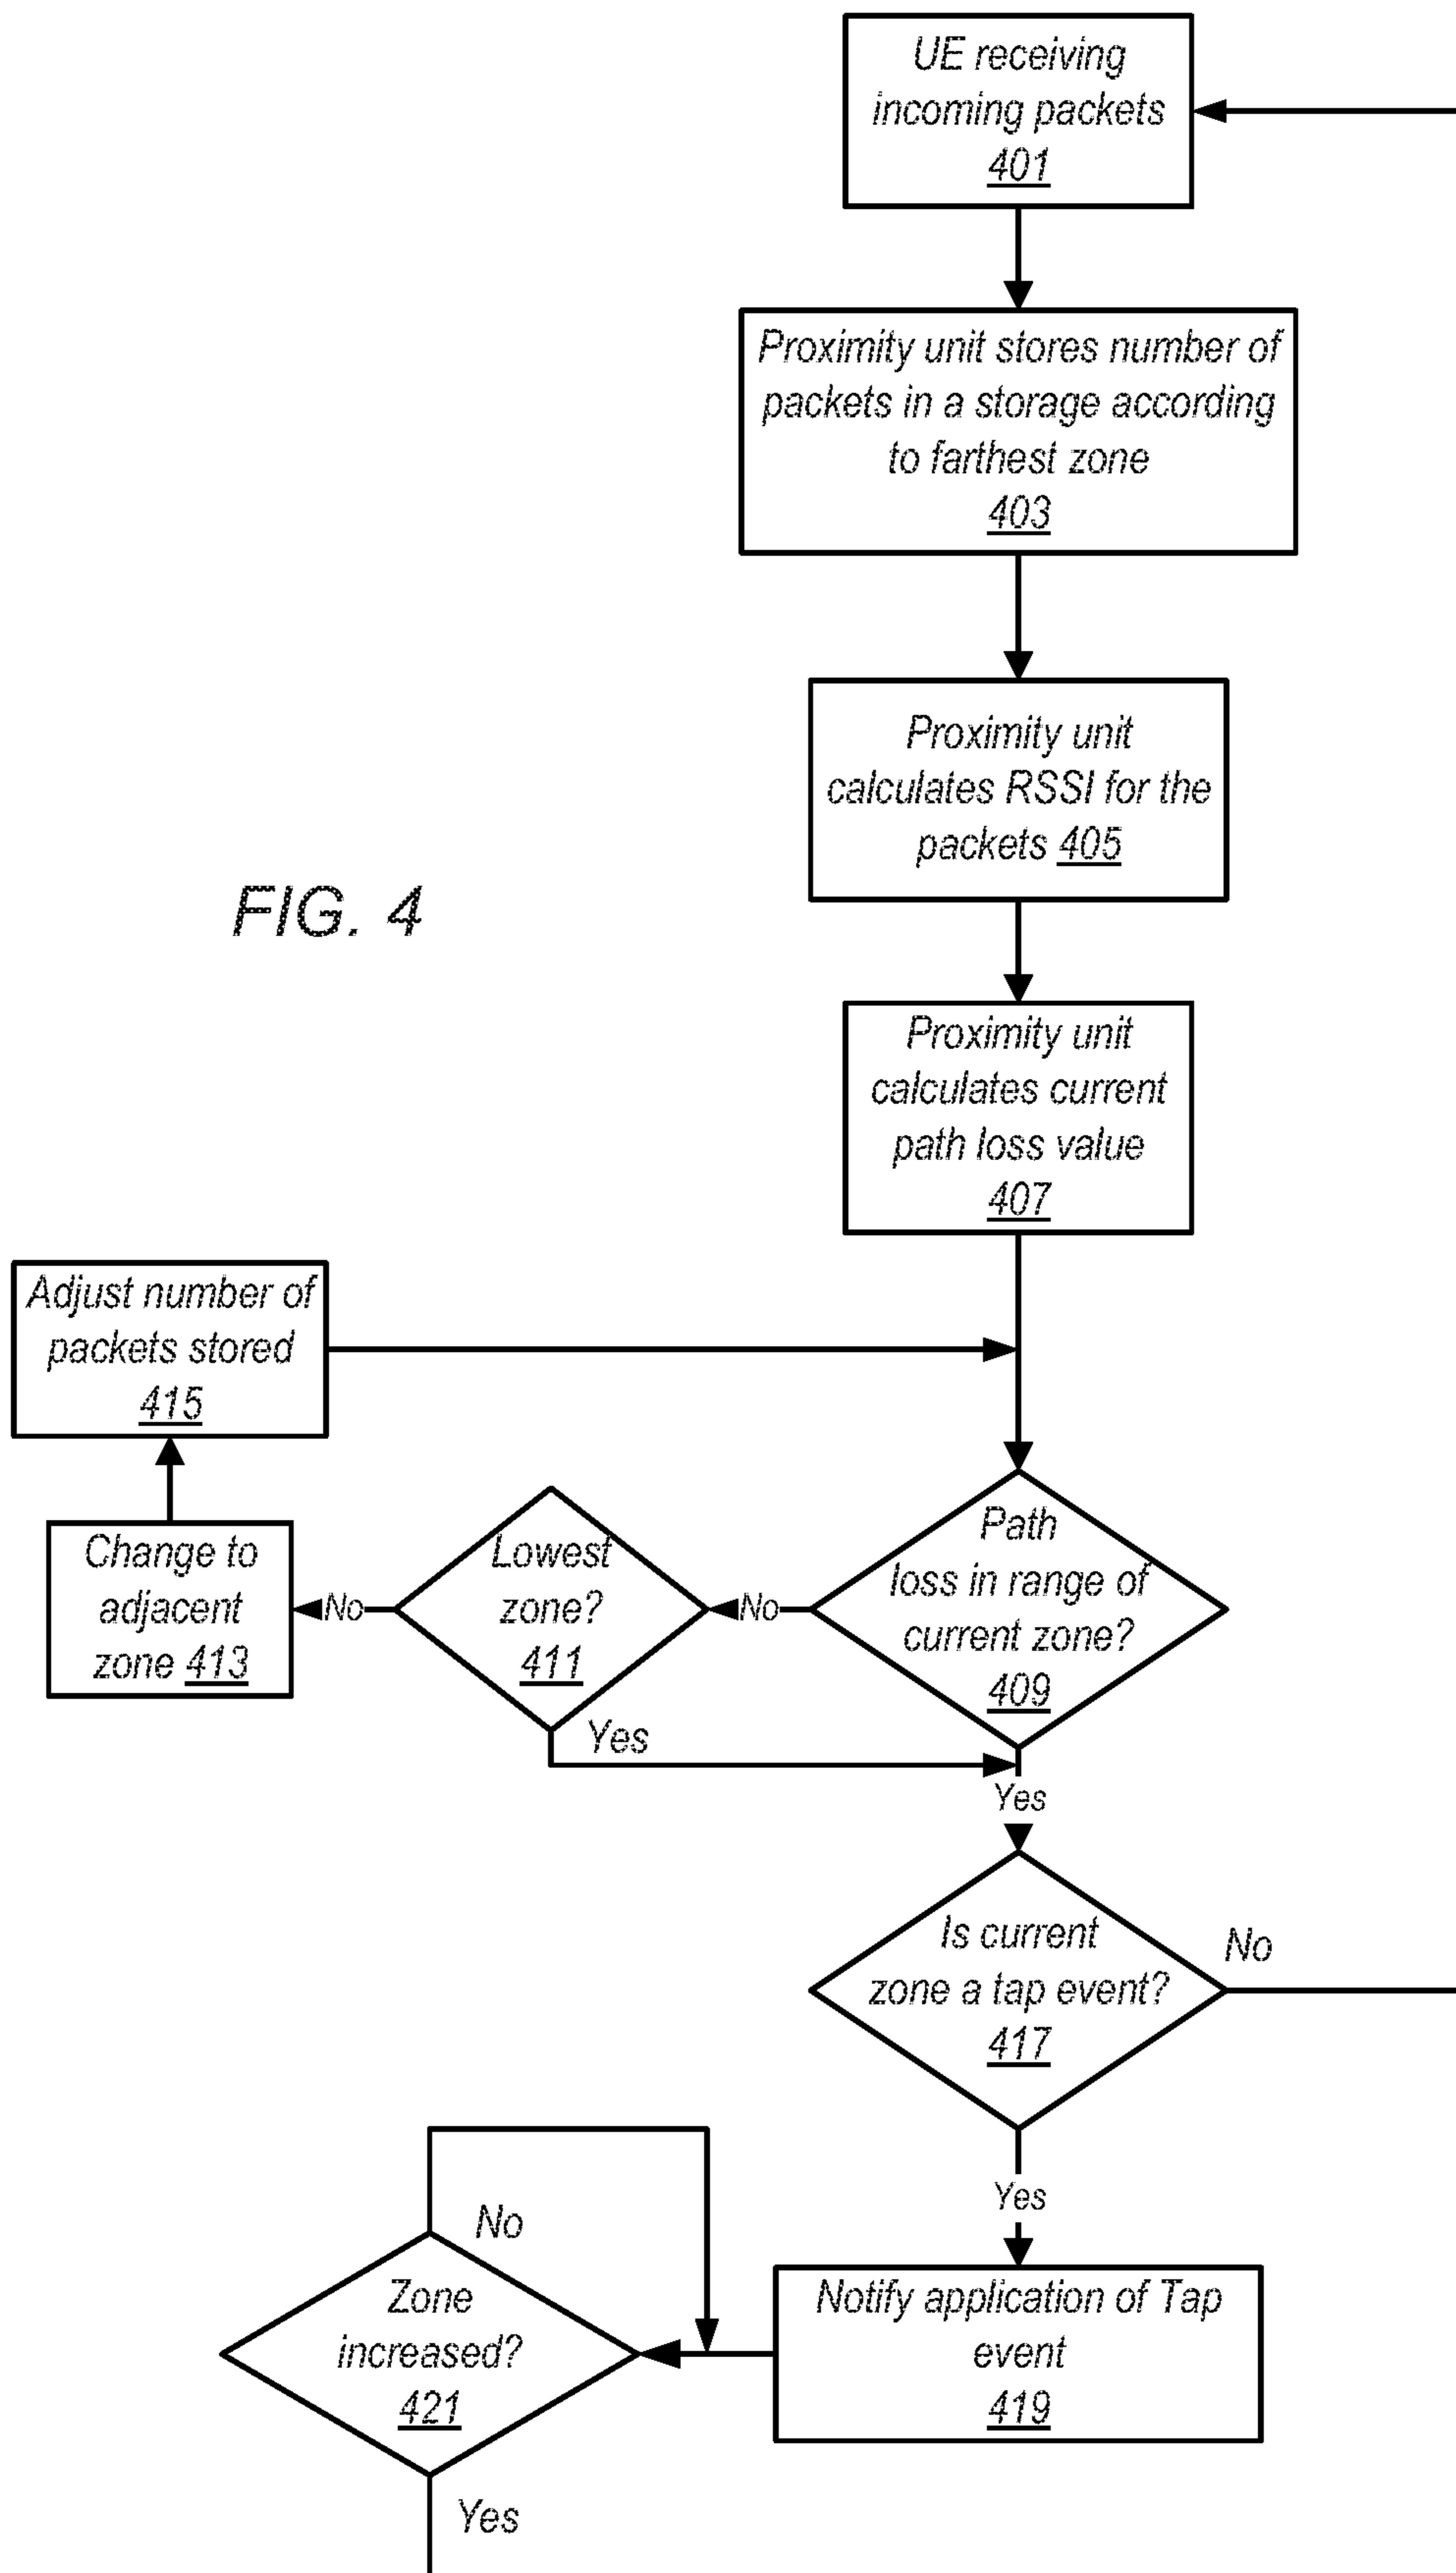 UE receiving
incoming packets
401
Proximity unit stores number of
packets in a storage according
to farthest zone
403
Proximity unit
calculates RSSI for the
packets 405
FIG. 4
Proximity unit
calculates current
path loss value
407
Adjust number of
packets stored
415
Path
loss in range of
current zone?
409
No
Lowest
zone?
411
No
Change to
adjacent
zone 413
Yes
Yes
Is current
zone a tap event?
417
No
Yes
Notify application of Tap
event
419
No
Zone
increased?
421
Yes